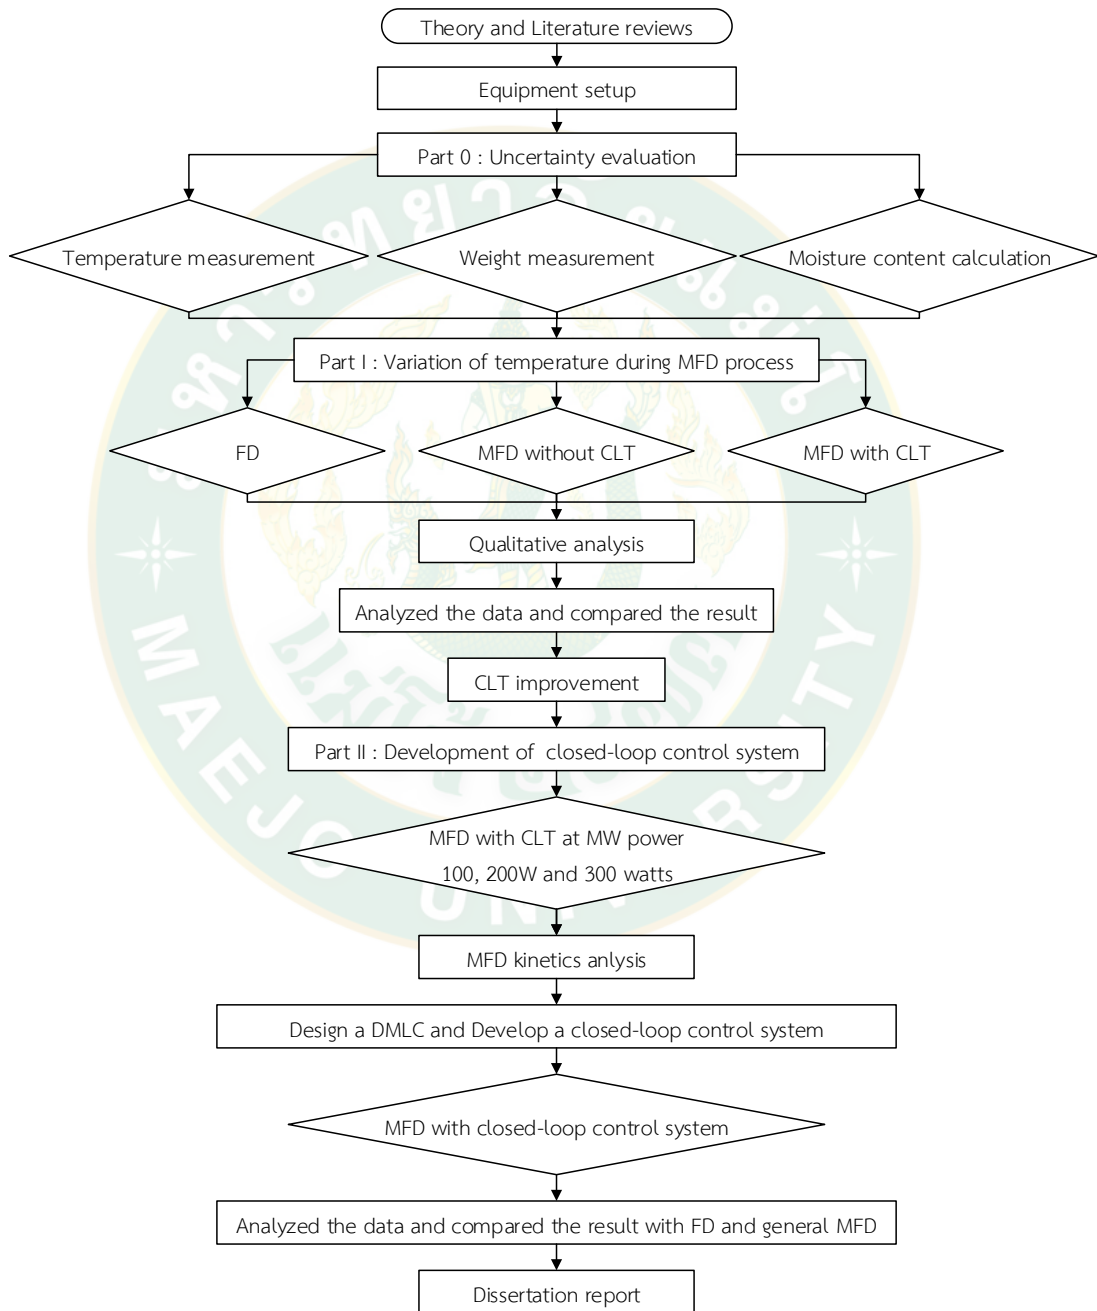 Theory and Literature reviews
Equipment setup
Part 0 : Uncertainty evaluation
Temperature measurement
Weight measurement
Moisture content calculation
Part I : Variation of temperature during MFD process
FD
MFD without CLT
MFD with CLT
Qualitative analysis
Analyzed the data and compared the result
CLT improvement
Part II : Development of closed-loop control system
MFD with CLT at MW power
100, 200W and 300 watts
MFD kinetics anlysis
Design a DMLC and Develop a closed-loop control system
MFD with closed-loop control system
Analyzed the data and compared the result with FD and general MFD
Dissertation report
MAEJO UNIVERSITY